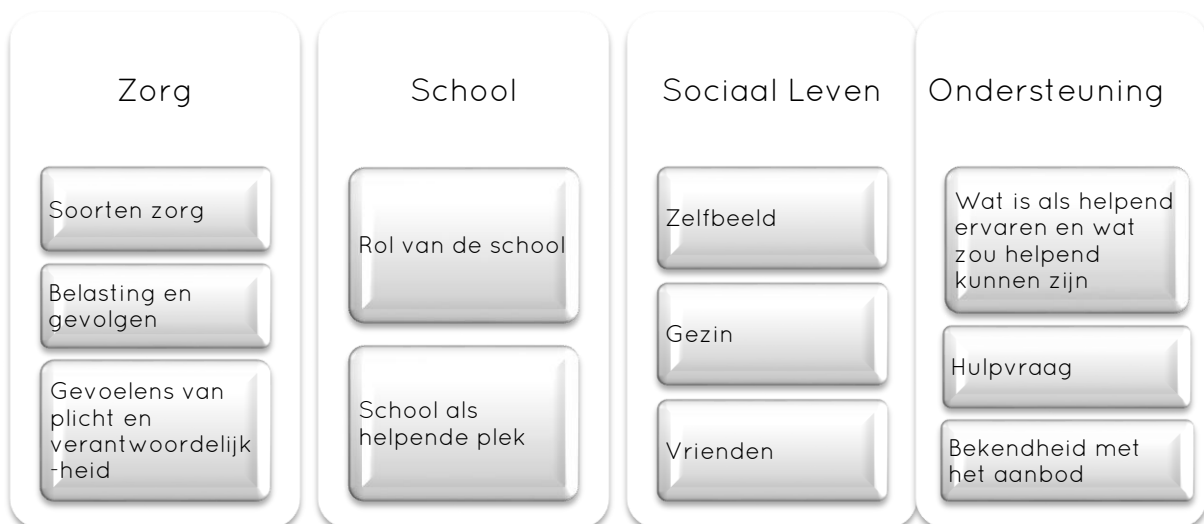 Zorg
Soorten zorg
Belasting en
gevolgen
Gevoelens van
plicht en
verantwoordelijk
-heid
School
Rol van de school
School als
helpende plek
Sociaal Leven
Zelfbeeld
Gezin
Vrienden
Ondersteuning
Wat is als helpend
ervaren en wat
zou helpend
kunnen zijn
Hulpvraag
Bekendheid met
het aanbod